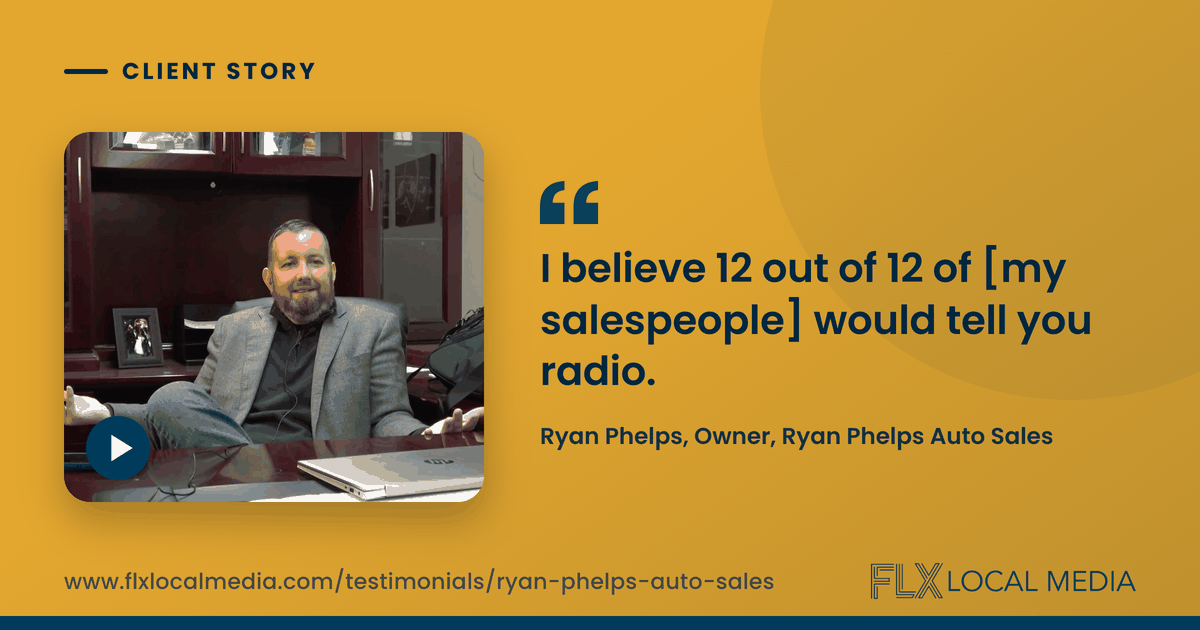 CLIENT STORY
“
I believe 12 out of 12 of [my
salespeople] would tell you
radio.
Ryan Phelps, Owner, Ryan Phelps Auto Sales
www.flxlocalmedia.com/testimonials/ryan-phelps-auto-sales
FLX LOCAL MEDIA